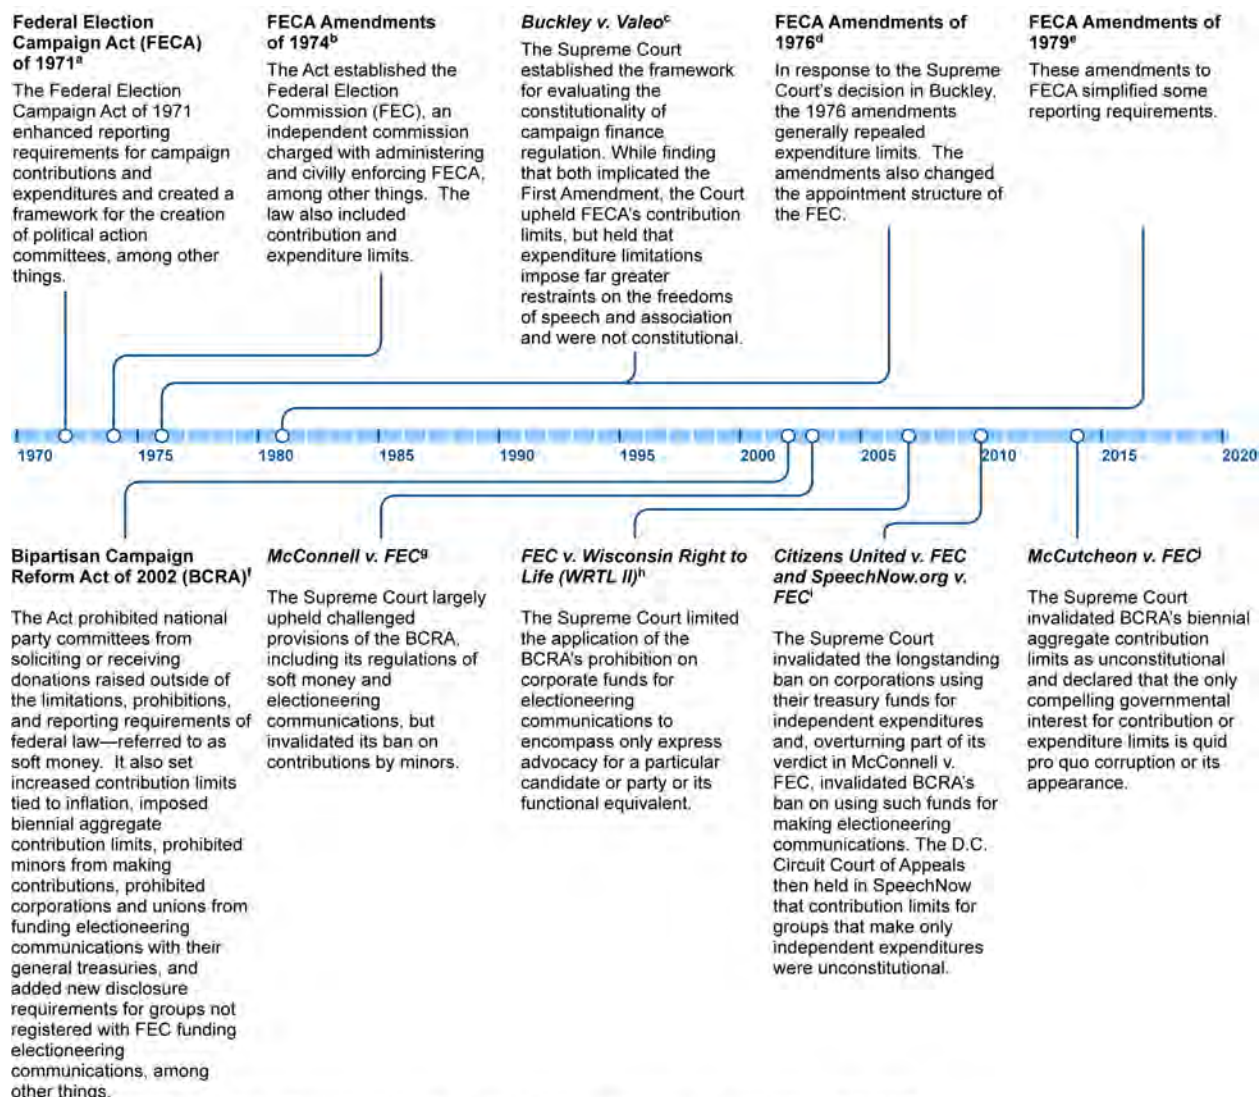 Federal Election
Campaign Act (FECA)
of 1971ª
The Federal Election
Campaign Act of 1971
enhanced reporting
requirements for campaign
contributions and
expenditures and created a
framework for the creation
of political action
committees, among other
things.
FECA Amendments
of 1974ᵇ
The Act established the
Federal Election
Commission (FEC), an
independent commission
charged with administering
and civilly enforcing FECA,
among other things. The
law also included
contribution and
expenditure limits.
Buckley v. Valeoᶜ
The Supreme Court
established the framework
for evaluating the
constitutionality of
campaign finance
regulation. While finding
that both implicated the
First Amendment, the Court
upheld FECA's contribution
limits, but held that
expenditure limitations
impose far greater
restraints on the freedoms
of speech and association
and were not constitutional.
FECA Amendments of
1976ᵈ
In response to the Supreme
Court's decision in Buckley,
the 1976 amendments
generally repealed
expenditure limits. The
amendments also changed
the appointment structure of
the FEC.
FECA Amendments of
1979ᵉ
These amendments to
FECA simplified some
reporting requirements.
1970 1975 1980 1985 1990 1995 2000 2005 2010 2015 2020
Bipartisan Campaign
Reform Act of 2002 (BCRA)ᶠ
The Act prohibited national
party committees from
soliciting or receiving
donations raised outside of
the limitations, prohibitions,
and reporting requirements of
federal law—referred to as
soft money. It also set
increased contribution limits
tied to inflation, imposed
biennial aggregate
contribution limits, prohibited
minors from making
contributions, prohibited
corporations and unions from
funding electioneering
communications with their
general treasuries, and
added new disclosure
requirements for groups not
registered with FEC funding
electioneering
communications, among
other things.
McConnell v. FECᵍ
The Supreme Court largely
upheld challenged
provisions of the BCRA,
including its regulations of
soft money and
electioneering
communications, but
invalidated its ban on
contributions by minors.
FEC v. Wisconsin Right to
Life (WRTL II)ʰ
The Supreme Court limited
the application of the
BCRA's prohibition on
corporate funds for
electioneering
communications to
encompass only express
advocacy for a particular
candidate or party or its
functional equivalent.
Citizens United v. FEC
and SpeechNow.org v.
FECⁱ
The Supreme Court
invalidated the longstanding
ban on corporations using
their treasury funds for
independent expenditures
and, overturning part of its
verdict in McConnell v.
FEC, invalidated BCRA's
ban on using such funds for
making electioneering
communications. The D.C.
Circuit Court of Appeals
then held in SpeechNow
that contribution limits for
groups that make only
independent expenditures
were unconstitutional.
McCutcheon v. FECʲ
The Supreme Court
invalidated BCRA's biennial
aggregate contribution
limits as unconstitutional
and declared that the only
compelling governmental
interest for contribution or
expenditure limits is quid
pro quo corruption or its
appearance.